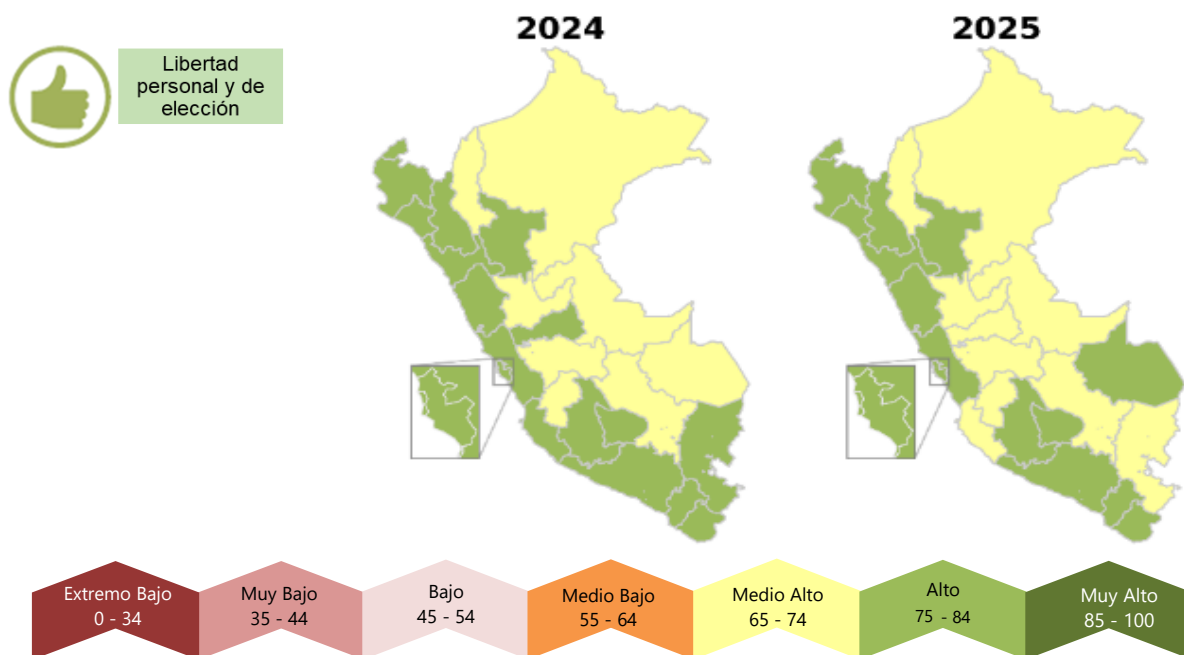 2024
2025
Libertad
personal y de
elección
Extremo Bajo
0 - 34
Muy Bajo
35 - 44
Bajo
45 - 54
Medio Bajo
55 - 64
Medio Alto
65 - 74
Alto
75 - 84
Muy Alto
85 - 100